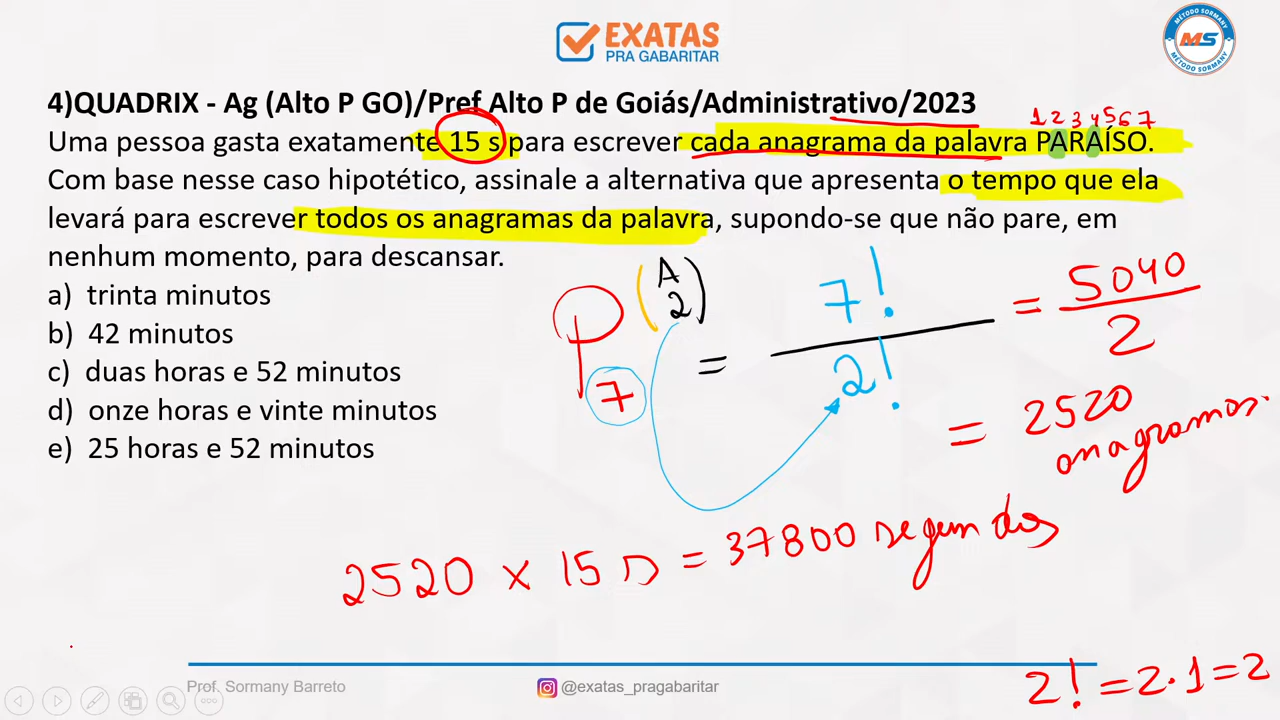 EXATAS
PRA GABARITAR
MÉTODO SORMANY
MS
MÉTODO SORMANY
4)QUADRIX - Ag (Alto P GO)/Pref Alto P de Goiás/Administrativo/2023
1 2 3 4 5 6 7
Uma pessoa gasta exatamente 15 s para escrever cada anagrama da palavra PARAÍSO.
Com base nesse caso hipotético, assinale a alternativa que apresenta o tempo que ela
levará para escrever todos os anagramas da palavra, supondo-se que não pare, em
nenhum momento, para descansar.
a) trinta minutos
b) 42 minutos
c) duas horas e 52 minutos
d) onze horas e vinte minutos
e) 25 horas e 52 minutos
P 7 (A 2) = 7! / 2! = 5040 / 2
= 2520
anagramas.
2520 x 15 s = 37800 segundos
2! = 2.1 = 2
Prof. Sormany Barreto
@exatas_pragabaritar